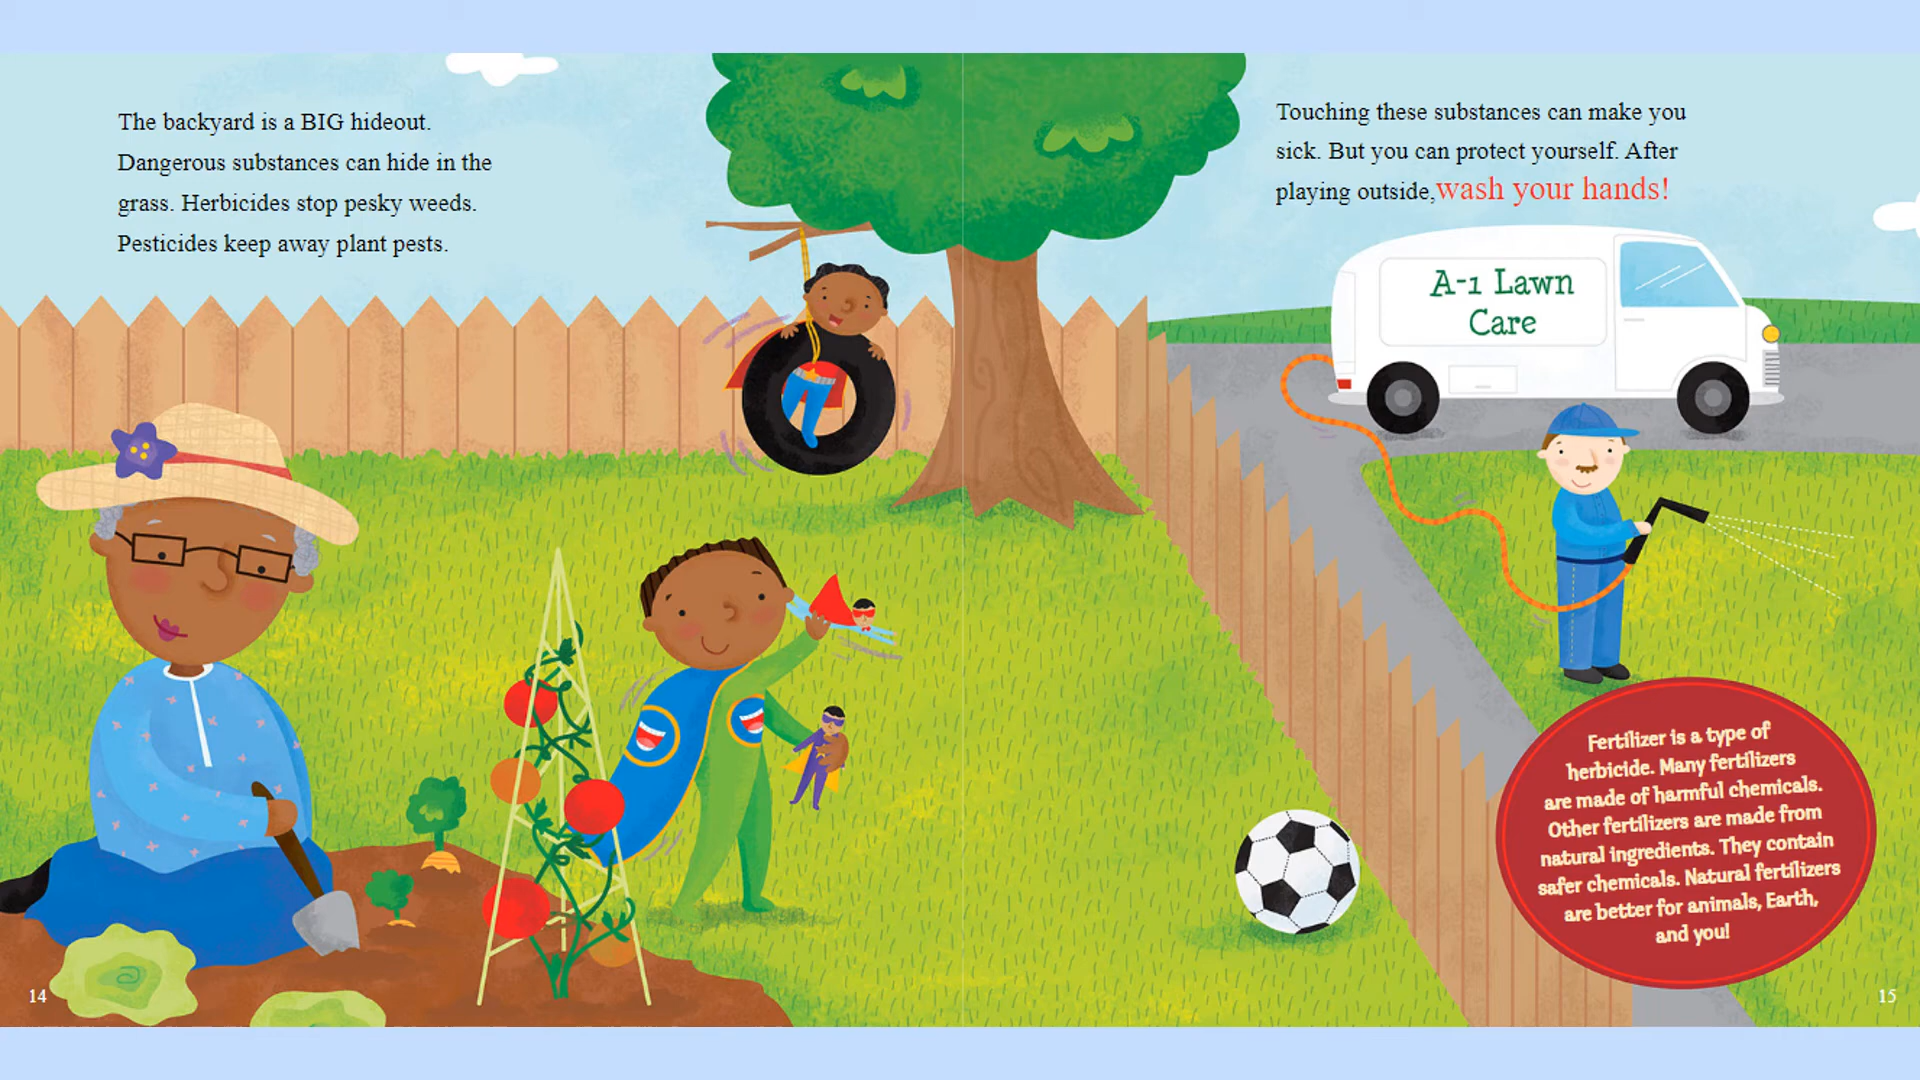 The backyard is a BIG hideout.
Dangerous substances can hide in the
grass. Herbicides stop pesky weeds.
Pesticides keep away plant pests.
Touching these substances can make you
sick. But you can protect yourself. After
playing outside,wash your hands!
A-1 Lawn
Care
Fertilizer is a type of
herbicide. Many fertilizers
are made of harmful chemicals.
Other fertilizers are made from
natural ingredients. They contain
safer chemicals. Natural fertilizers
are better for animals, Earth,
and you!
14
15